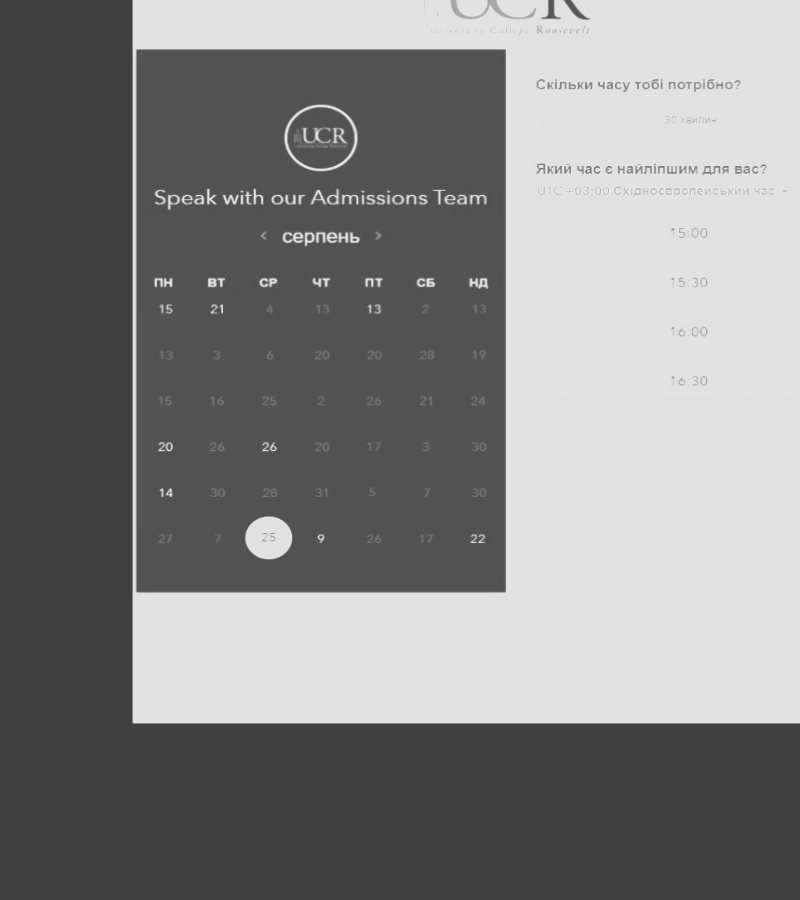 UCR
University College Roosevelt
UCR
Speak with our Admissions Team
‹ серпень ›
ПН ВТ СР ЧТ ПТ СБ НД
15 21 4 13 13 2 13
13 3 6 20 20 28 19
15 16 25 2 26 21 24
20 26 26 20 17 3 30
14 30 28 31 5 7 30
27 7 25 9 26 17 22
Скільки часу тобі потрібно?
30 хвилин
Який час є найліпшим для вас?
UTC +03:00 Східноєвропейський час
15:00
15:30
16:00
16:30